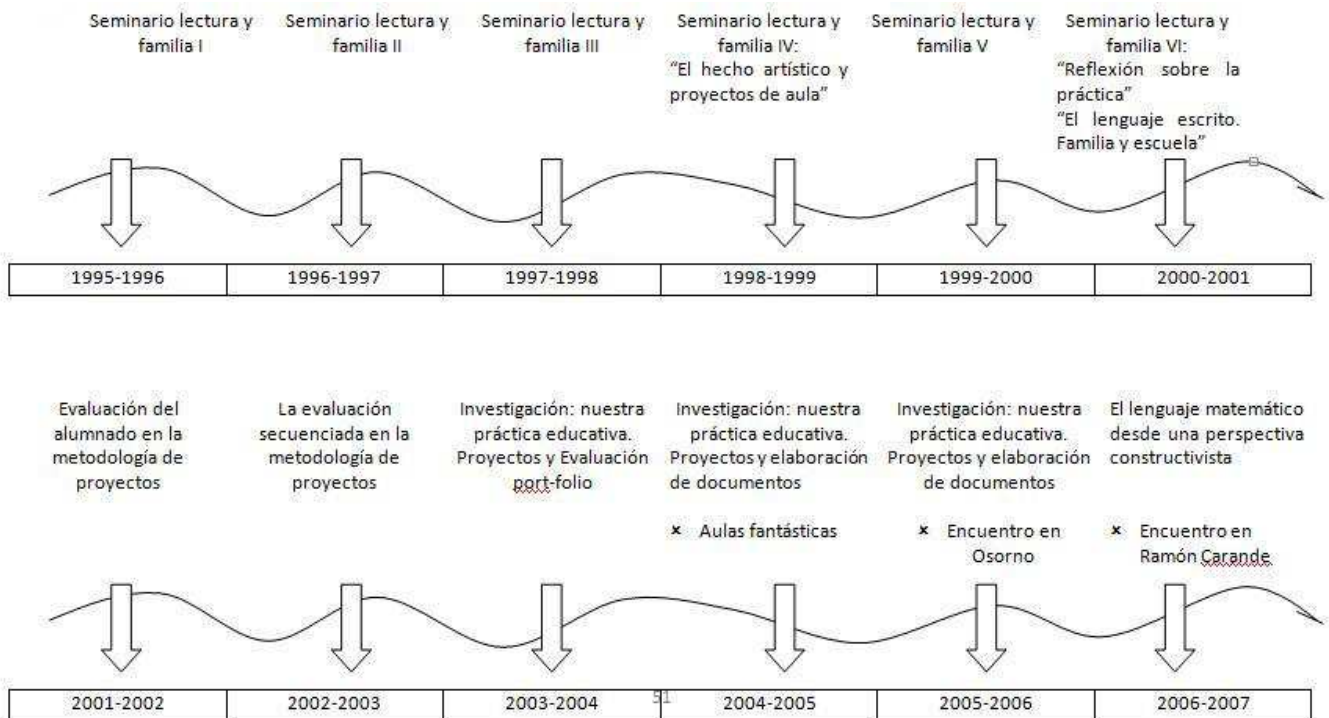 Seminario lectura y
familia I
Seminario lectura y
familia II
Seminario lectura y
familia III
Seminario lectura y
familia IV:
“El hecho artístico y
proyectos de aula”
Seminario lectura y
familia V
Seminario lectura y
familia VI:
“Reflexión sobre la
práctica”
“El lenguaje escrito.
Familia y escuela”
1995-1996
1996-1997
1997-1998
1998-1999
1999-2000
2000-2001
Evaluación del
alumnado en la
metodología de
proyectos
La evaluación
secuenciada en la
metodología de
proyectos
Investigación: nuestra
práctica educativa.
Proyectos y Evaluación
port-folio
Investigación: nuestra
práctica educativa.
Proyectos y elaboración
de documentos
× Aulas fantásticas
Investigación: nuestra
práctica educativa.
Proyectos y elaboración
de documentos
× Encuentro en
Osorno
El lenguaje matemático
desde una perspectiva
constructivista
× Encuentro en
Ramón Carande
2001-2002
2002-2003
2003-2004
51
2004-2005
2005-2006
2006-2007